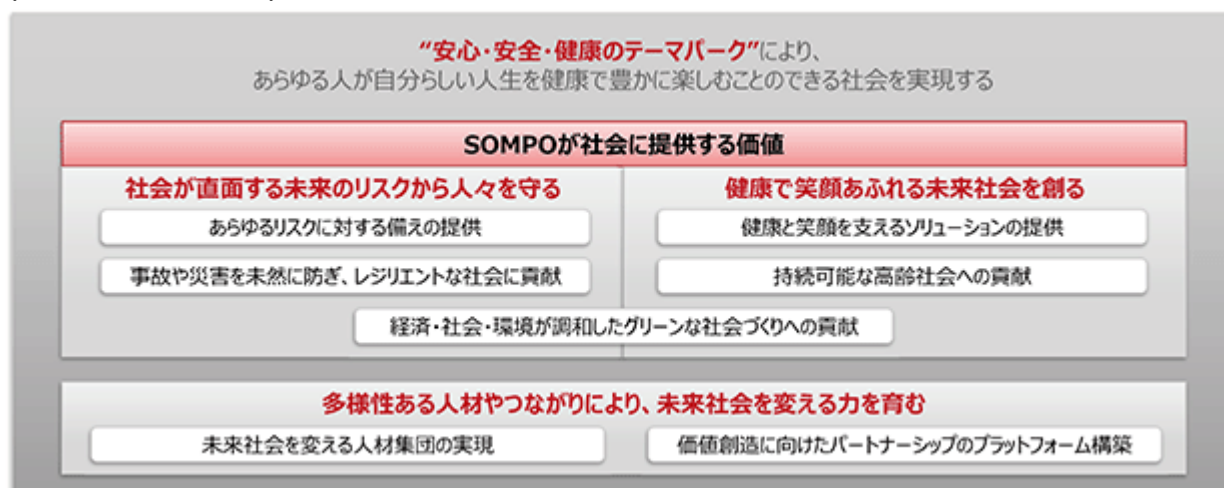 “安心・安全・健康のテーマパーク”により、
あらゆる人が自分らしい人生を健康で豊かに楽しむことのできる社会を実現する
SOMPOが社会に提供する価値
社会が直面する未来のリスクから人々を守る
あらゆるリスクに対する備えの提供
事故や災害を未然に防ぎ、レジリエントな社会に貢献
健康で笑顔あふれる未来社会を創る
健康と笑顔を支えるソリューションの提供
持続可能な高齢社会への貢献
経済・社会・環境が調和したグリーンな社会づくりへの貢献
多様性ある人材やつながりにより、未来社会を変える力を育む
未来社会を変える人材集団の実現
価値創造に向けたパートナーシップのプラットフォーム構築